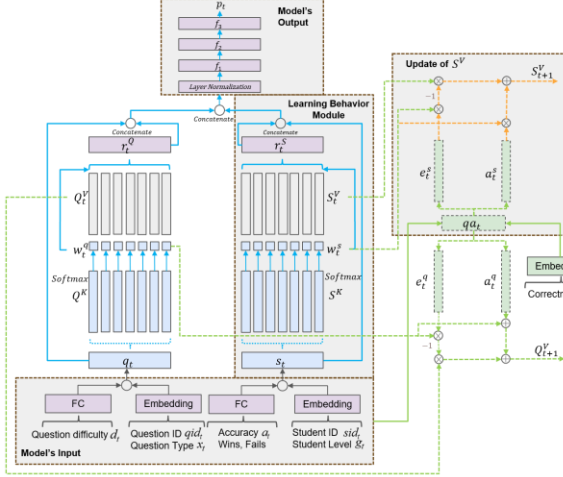 p_t
Model's
Output
f_3
f_2
f_1
Layer Normalization
Concatenate
Learning Behavior
Module
Concatenate
Concatenate
r_t^Q
r_t^S
Q_t^V
S_t^V
w_t^q
w_t^s
Softmax
Softmax
Q^K
S^K
q_t
s_t
FC
Embedding
FC
Embedding
Question difficulty d_t
Question ID qid_t
Question Type x_t
Accuracy a_t
Wins, Fails
Student ID sid_t
Student Level g_t
Model's Input
Update of S^V
S_{t+1}^V
-1
e_t^s
a_t^s
qa_t
Embed
Correctn
e_t^q
a_t^q
-1
Q_{t+1}^V